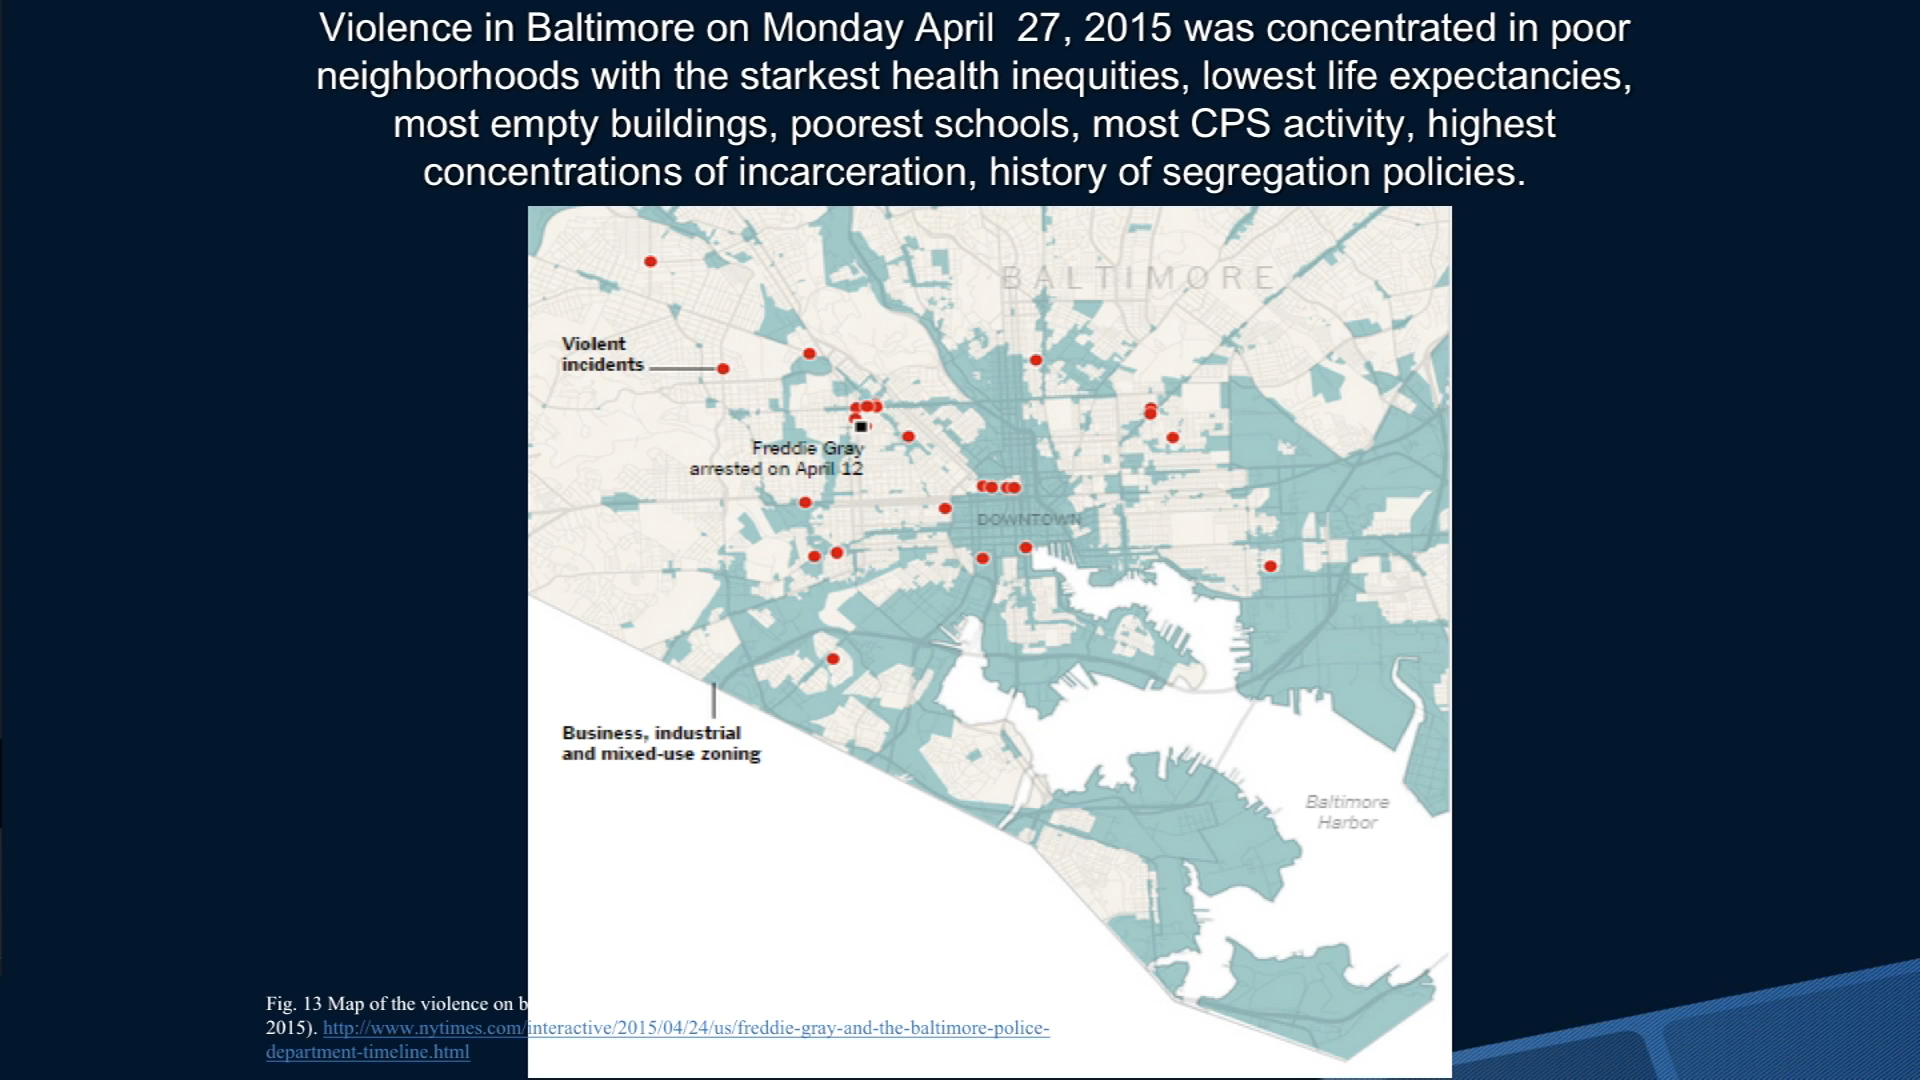 Violence in Baltimore on Monday April  27, 2015 was concentrated in poor
neighborhoods with the starkest health inequities, lowest life expectancies,
most empty buildings, poorest schools, most CPS activity, highest
concentrations of incarceration, history of segregation policies.
BALTIMORE
Violent
incidents
Freddie Gray
arrested on April 12
DOWNTOWN
Business, industrial
and mixed-use zoning
Baltimore
Harbor
Fig. 13 Map of the violence on b
2015). http://www.nytimes.com/interactive/2015/04/24/us/freddie-gray-and-the-baltimore-police-
department-timeline.html